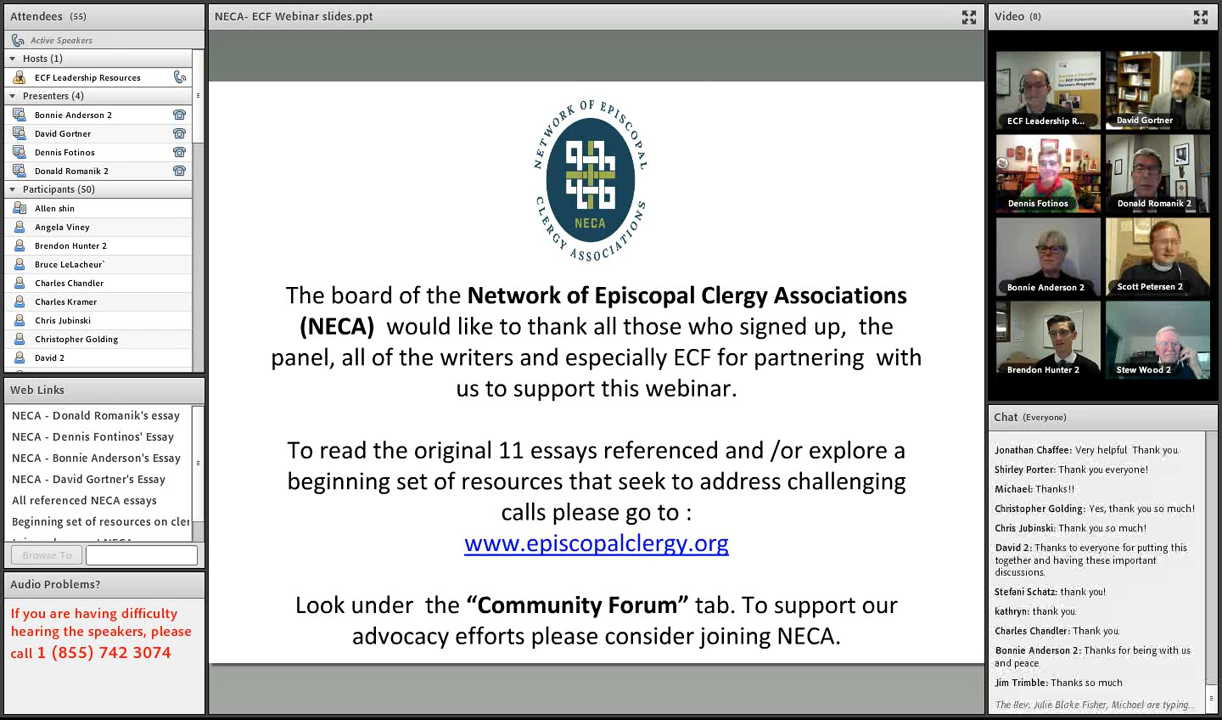 Attendees (55)
Active Speakers
Hosts (1)
ECF Leadership Resources
Presenters (4)
Bonnie Anderson 2
David Gortner
Dennis Fotinos
Donald Romanik 2
Participants (50)
Allen shin
Angela Viney
Brendon Hunter 2
Bruce LeLacheur`
Charles Chandler
Charles Kramer
Chris Jubinski
Christopher Golding
David 2
Web Links
NECA - Donald Romanik's essay
NECA - Dennis Fontinos' Essay
NECA - Bonnie Anderson's Essay
NECA - David Gortner's Essay
All referenced NECA essays
Beginning set of resources on cler
Browse To
Audio Problems?
If you are having difficulty
hearing the speakers, please
call 1 (855) 742 3074
NECA- ECF Webinar slides.ppt
NETWORK OF EPISCOPAL
NECA
CLERGY ASSOCIATIONS
The board of the Network of Episcopal Clergy Associations
(NECA) would like to thank all those who signed up, the
panel, all of the writers and especially ECF for partnering with
us to support this webinar.
To read the original 11 essays referenced and /or explore a
beginning set of resources that seek to address challenging
calls please go to :
www.episcopalclergy.org
Look under the “Community Forum” tab. To support our
advocacy efforts please consider joining NECA.
Video (8)
ECF Leadership R...
David Gortner
Dennis Fotinos
Donald Romanik 2
Bonnie Anderson 2
Scott Petersen 2
Brendon Hunter 2
Stew Wood 2
Chat (Everyone)
Jonathan Chaffee: Very helpful Thank you.
Shirley Porter: Thank you everyone!
Michael: Thanks!!
Christopher Golding: Yes, thank you so much!
Chris Jubinski: Thank you so much!
David 2: Thanks to everyone for putting this
together and having these important
discussions.
Stefani Schatz: thank you!
kathryn: thank you.
Charles Chandler: Thank you.
Bonnie Anderson 2: Thanks for being with us
and peace.
Jim Trimble: Thanks so much
The Rev. Julie Blake Fisher, Michael are typing...